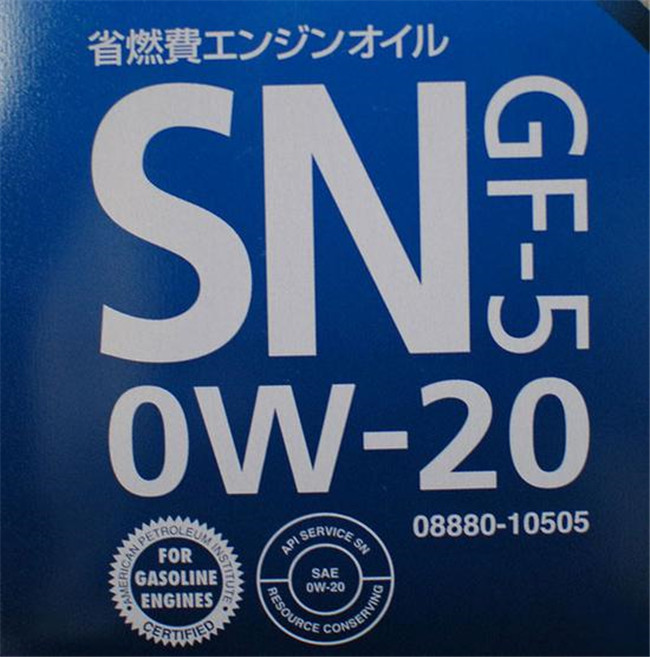 省燃費エンジンオイル
SN
GF-5
0W-20
08880-10505
AMERICAN PETROLEUM INSTITUTE
FOR
GASOLINE
ENGINES
CERTIFIED
API SERVICE SN
SAE
0W-20
RESOURCE CONSERVING